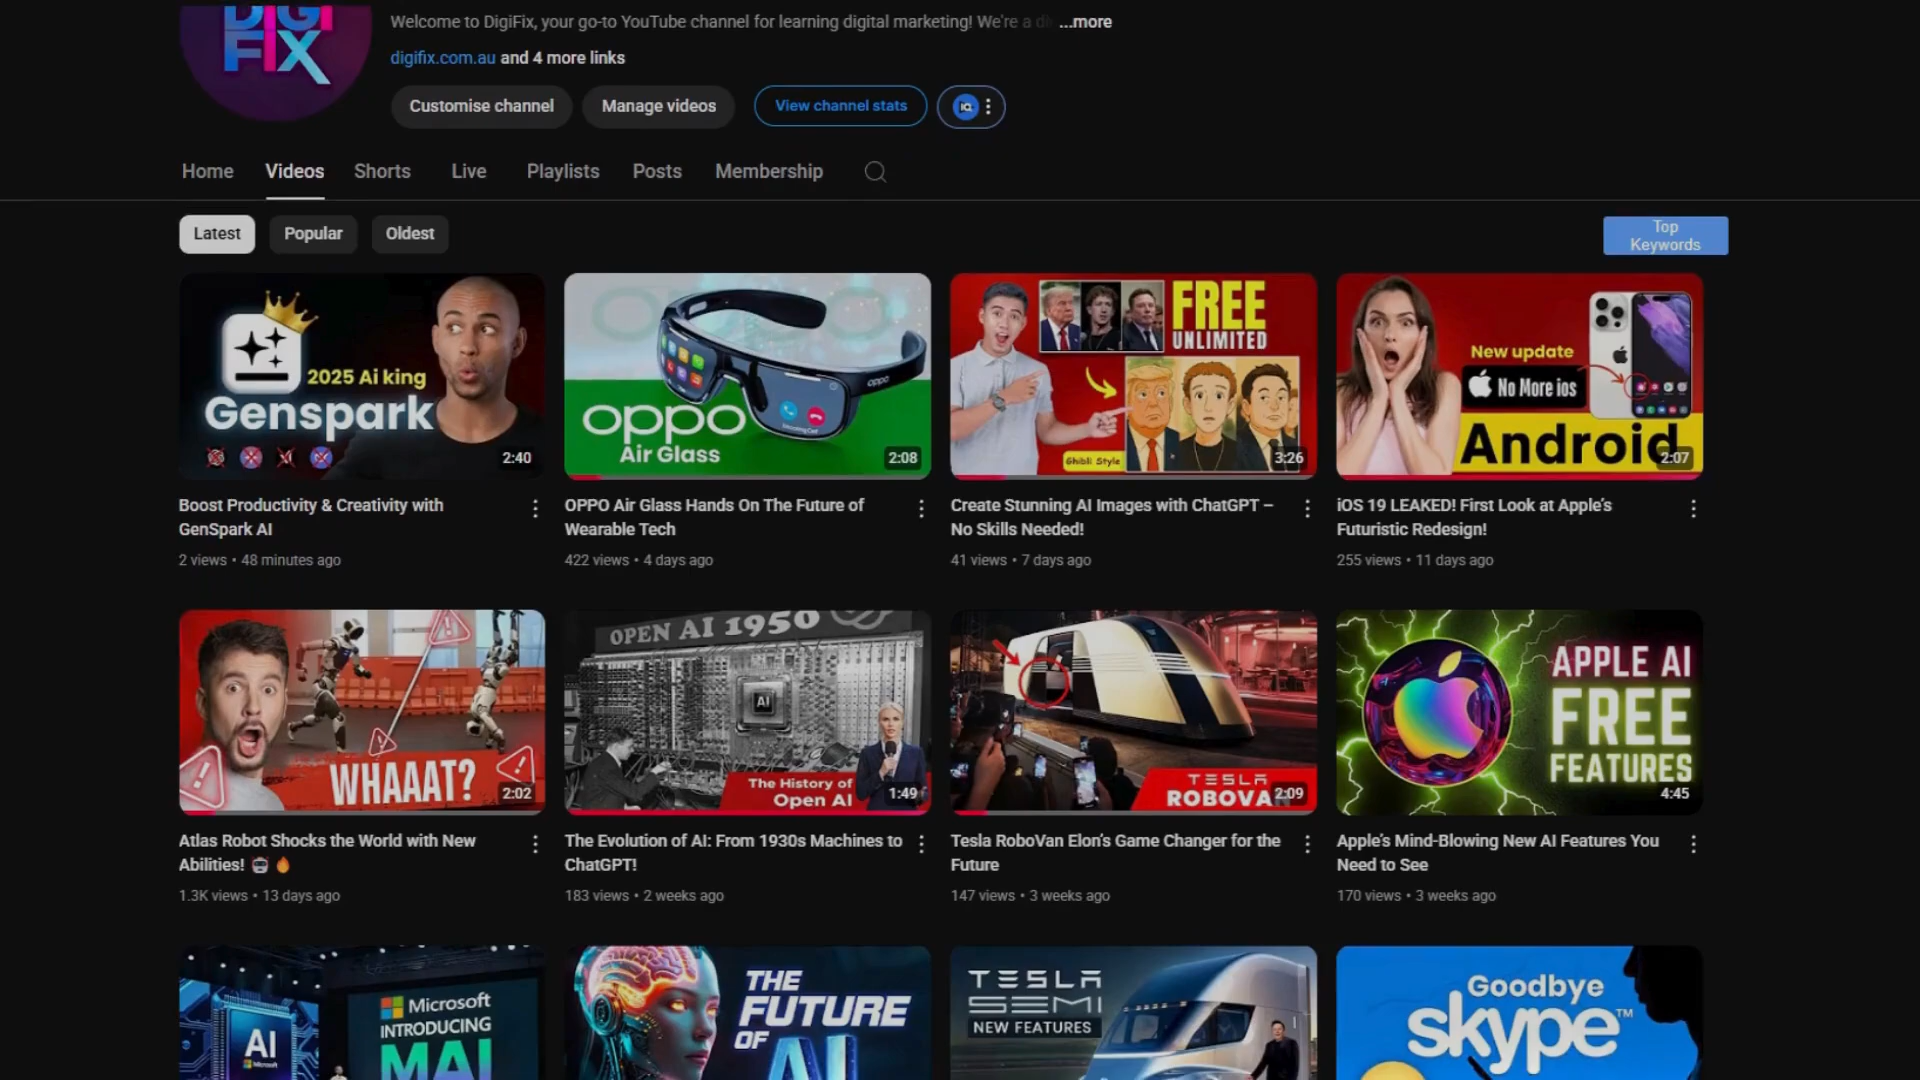 DIGI
FIX
Welcome to DigiFix, your go-to YouTube channel for learning digital marketing! We're a di ...more
digifix.com.au and 4 more links
Customise channel
Manage videos
View channel stats
IQ
Home
Videos
Shorts
Live
Playlists
Posts
Membership
Latest
Popular
Oldest
Top
Keywords
2025 Ai king
Genspark
2:40
oppo
Air Glass
oppo
2:08
FREE
UNLIMITED
Ghibli Style
3:26
New update
No More ios
Android
2:07
Boost Productivity & Creativity with
GenSpark AI
2 views • 48 minutes ago
OPPO Air Glass Hands On The Future of
Wearable Tech
422 views • 4 days ago
Create Stunning AI Images with ChatGPT –
No Skills Needed!
41 views • 7 days ago
iOS 19 LEAKED! First Look at Apple's
Futuristic Redesign!
255 views • 11 days ago
WHAAAT?
2:02
OPEN AI 1950
AI
The History of
Open AI
1:49
TESLA
ROBOVA
2:09
APPLE AI
FREE
FEATURES
4:45
Atlas Robot Shocks the World with New
Abilities! 🤖 🔥
1.3K views • 13 days ago
The Evolution of AI: From 1930s Machines to
ChatGPT!
183 views • 2 weeks ago
Tesla RoboVan Elon's Game Changer for the
Future
147 views • 3 weeks ago
Apple's Mind-Blowing New AI Features You
Need to See
170 views • 3 weeks ago
AI
Microsoft
Microsoft
INTRODUCING
MAI
THE
FUTURE
OF AI
TESLA
SEMI
NEW FEATURES
Goodbye
skype™